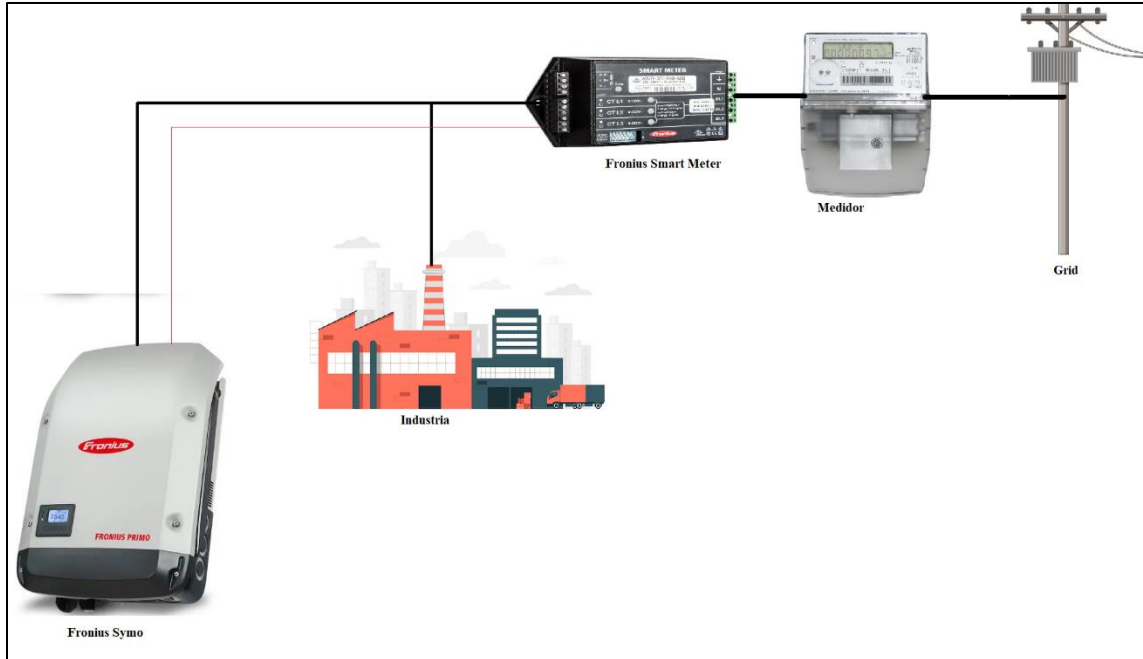 SMART METER
CT L1
CT L2
CT L3
Fronius
Fronius Smart Meter
Medidor
Grid
Industria
Fronius
FRONIUS PRIMO
Fronius Symo